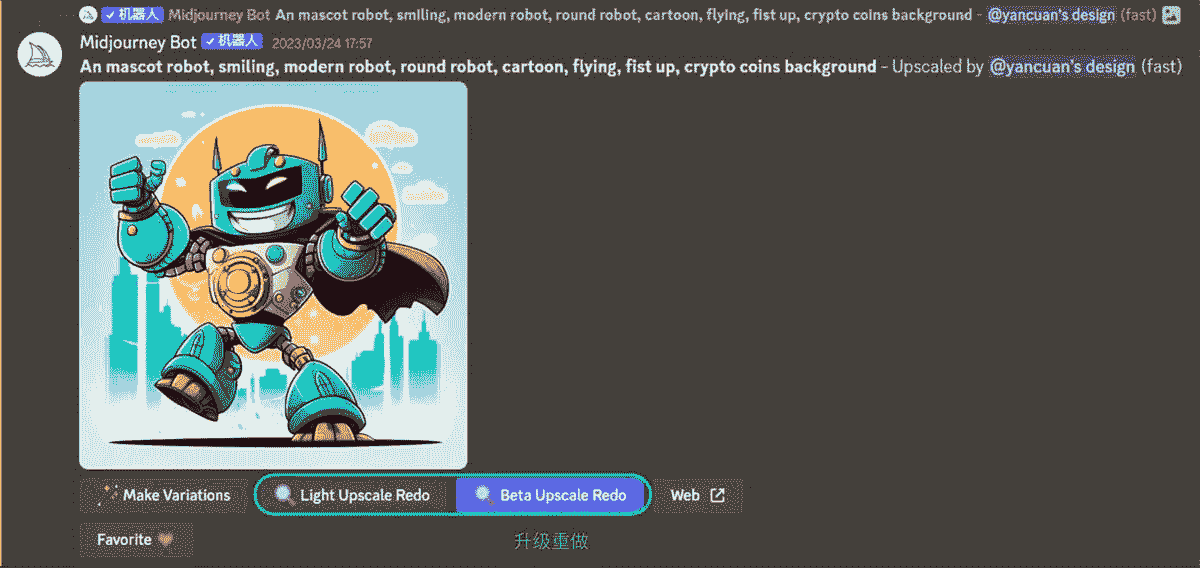 ✓机器人 Midjourney Bot An mascot robot, smiling, modern robot, round robot, cartoon, flying, fist up, crypto coins background - @yancuan's design (fast)
Midjourney Bot ✓机器人 2023/03/24 17:57
An mascot robot, smiling, modern robot, round robot, cartoon, flying, fist up, crypto coins background - Upscaled by @yancuan's design (fast)
Make Variations Light Upscale Redo Beta Upscale Redo Web
Favorite 升级重做